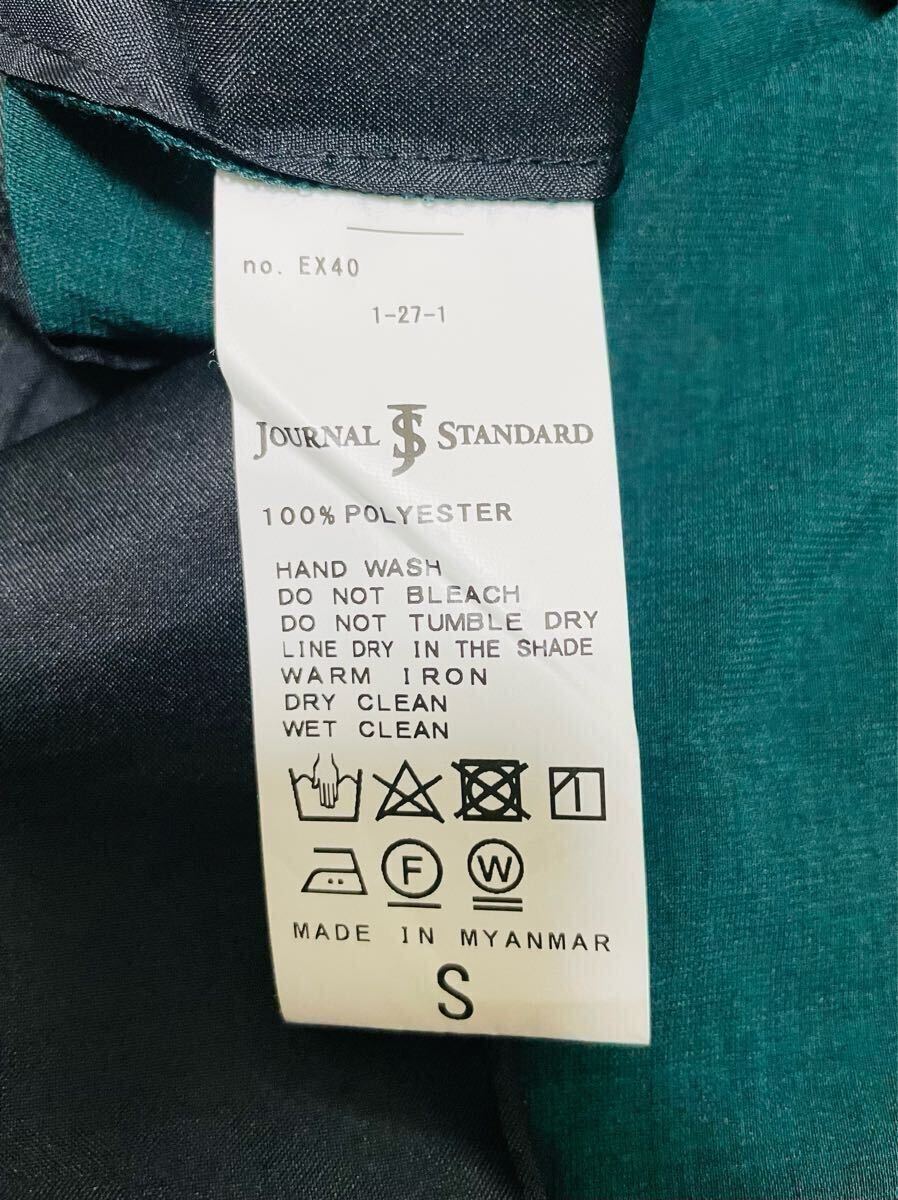 no. EX40
1-27-1
JOURNAL JS STANDARD
100% POLYESTER
HAND WASH
DO NOT BLEACH
DO NOT TUMBLE DRY
LINE DRY IN THE SHADE
WARM IRON
DRY CLEAN
WET CLEAN
F W
MADE IN MYANMAR
S